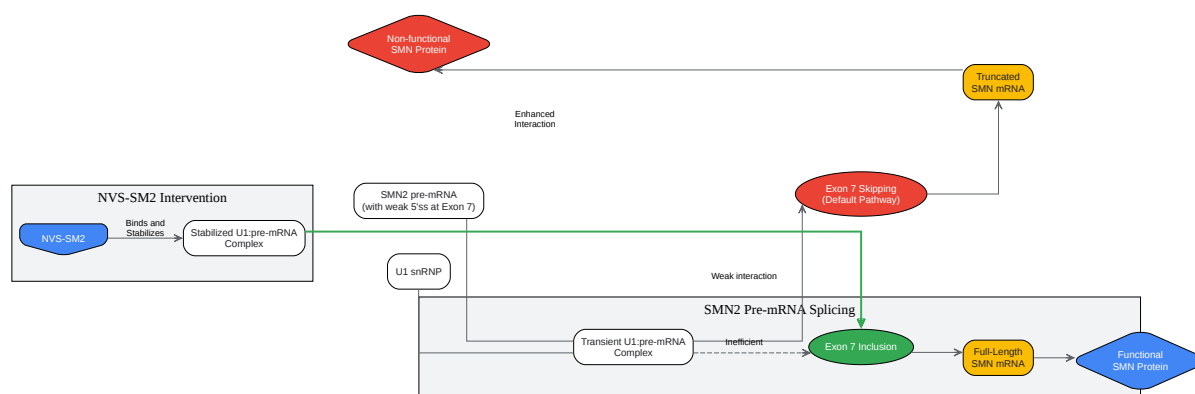 Non-functional
SMN Protein
Truncated
SMN mRNA
Enhanced
Interaction
NVS-SM2 Intervention
NVS-SM2
Binds and
Stabilizes
Stabilized U1:pre-mRNA
Complex
SMN2 pre-mRNA
(with weak 5'ss at Exon 7)
Exon 7 Skipping
(Default Pathway)
U1 snRNP
Weak interaction
SMN2 Pre-mRNA Splicing
Transient U1:pre-mRNA
Complex
Inefficient
Exon 7 Inclusion
Full-Length
SMN mRNA
Functional
SMN Protein